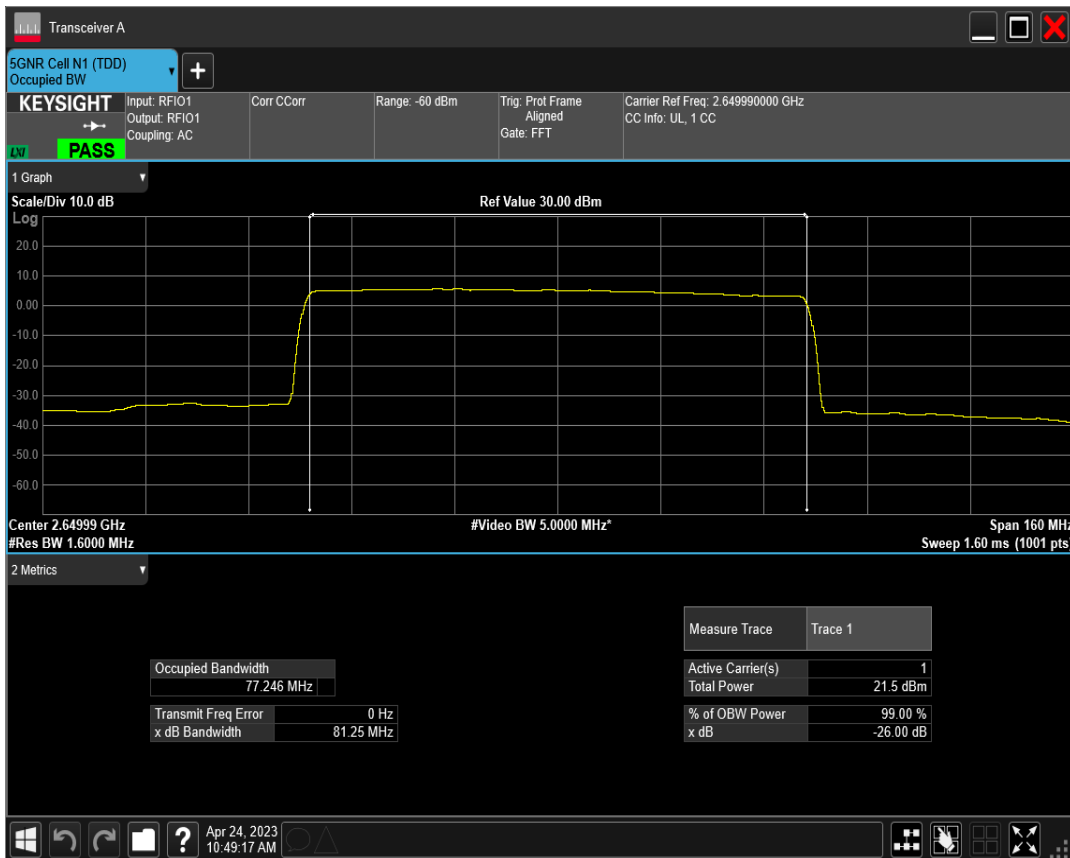 Transceiver A
5GNR Cell N1 (TDD)
Occupied BW
KEYSIGHT
Input: RFIO1
Output: RFIO1
Coupling: AC
Corr CCorr
Range: -60 dBm
Trig: Prot Frame
Aligned
Gate: FFT
Carrier Ref Freq: 2.649990000 GHz
CC Info: UL, 1 CC
LXI
PASS
1 Graph
Scale/Div 10.0 dB
Ref Value 30.00 dBm
Log
20.0
10.0
0.00
-10.0
-20.0
-30.0
-40.0
-50.0
-60.0
Center 2.64999 GHz
#Video BW 5.0000 MHz*
Span 160 MHz
#Res BW 1.6000 MHz
Sweep 1.60 ms (1001 pts)
2 Metrics
Measure Trace Trace 1
Occupied Bandwidth
77.246 MHz
Active Carrier(s) 1
Total Power 21.5 dBm
Transmit Freq Error 0 Hz
x dB Bandwidth 81.25 MHz
% of OBW Power 99.00 %
x dB -26.00 dB
?
Apr 24, 2023
10:49:17 AM